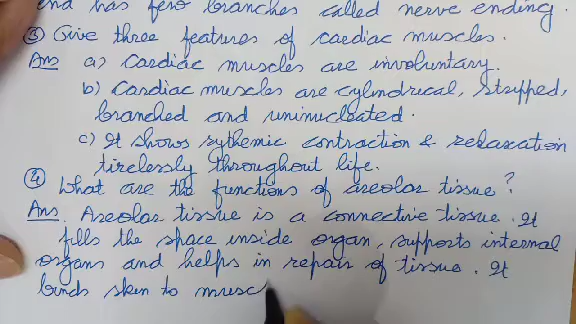 end has few branches called nerve ending.
③ Give three features of cardiac muscles.
Ans a) Cardiac muscles are involuntary.
b) Cardiac muscles are cylindrical, stripped,
branched and uninucleated.
c) It shows rythemic contraction & relaxation
tirelessly throughout life.
④ What are the functions of areolar tissue?
Ans. Areolar tissue is a connective tissue. It
fills the space inside organ, supports internal
organs and helps in repair of tissue. It
binds skin to musc